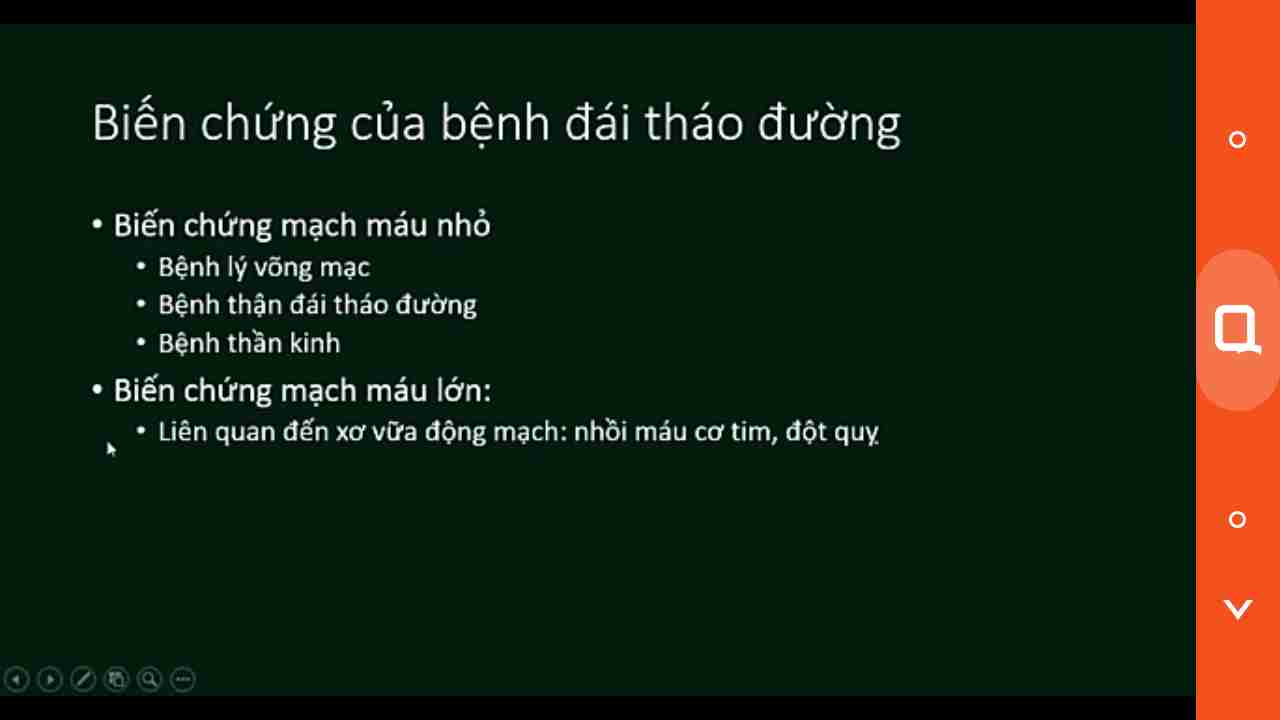 Biến chứng của bệnh đái tháo đường
• Biến chứng mạch máu nhỏ
• Bệnh lý võng mạc
• Bệnh thận đái tháo đường
• Bệnh thần kinh
• Biến chứng mạch máu lớn:
• Liên quan đến xơ vữa động mạch: nhồi máu cơ tim, đột quỵ